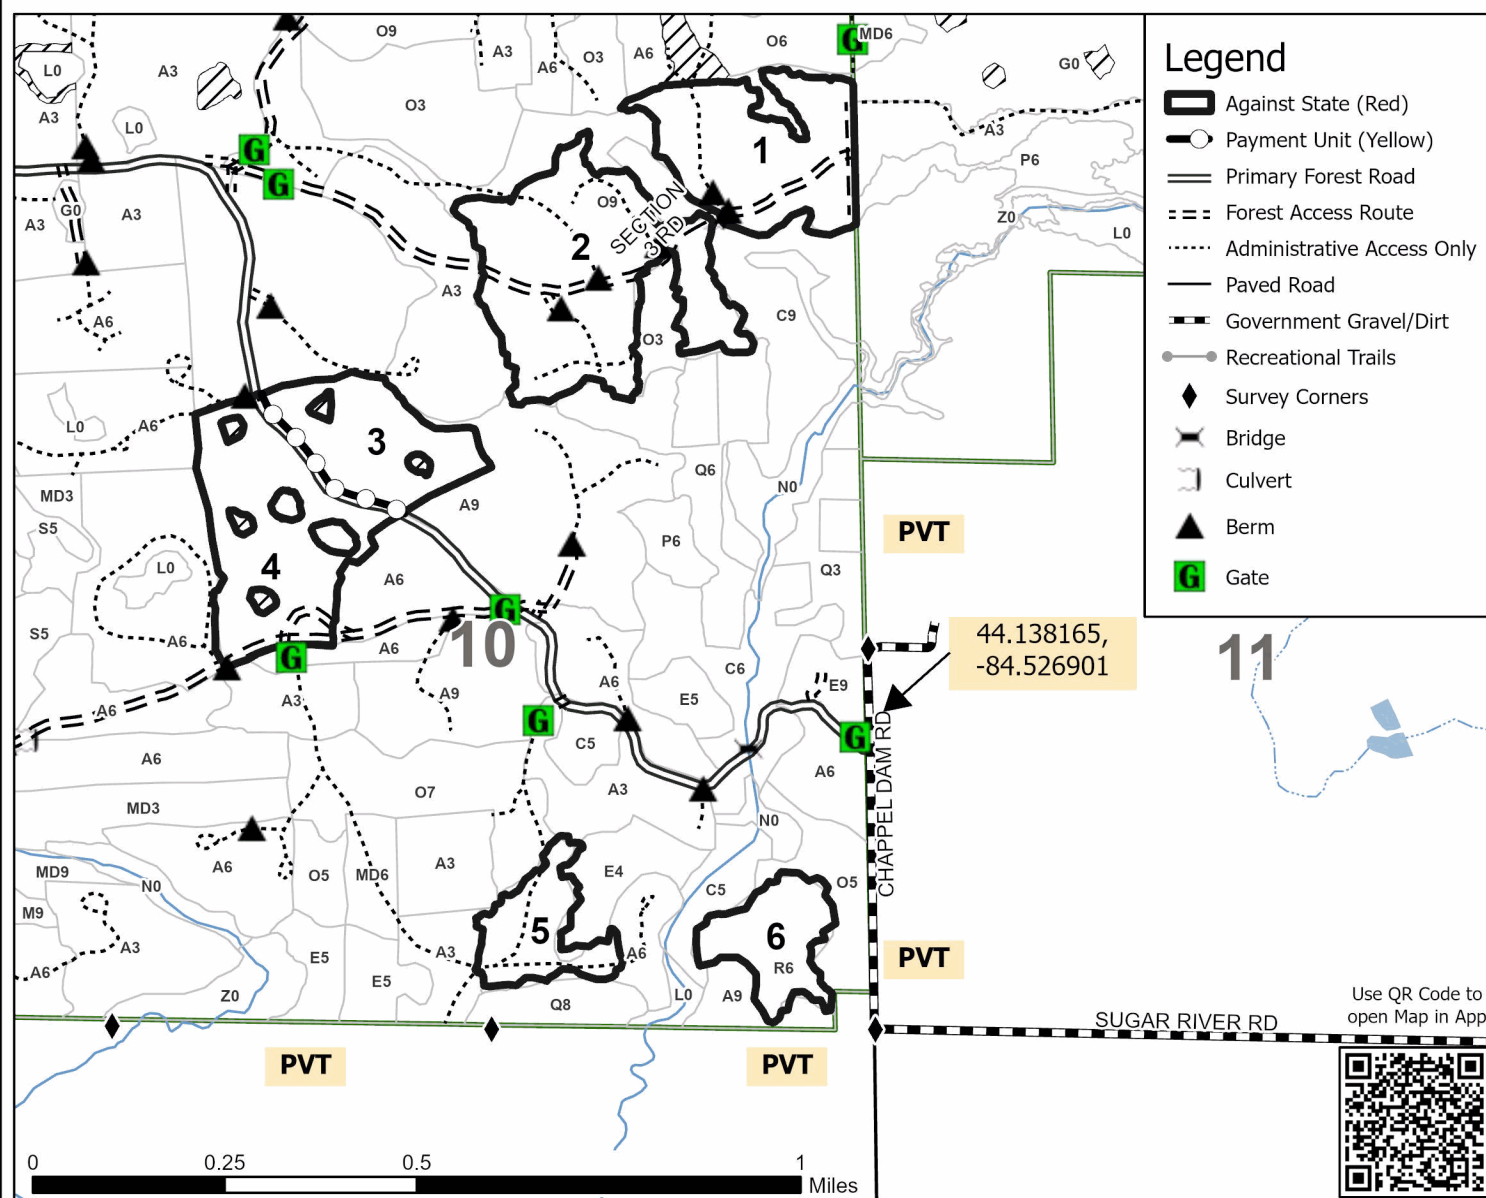 O9
A3
A6
O3
A6
O6
G
MD6
G0
L0
A3
O3
A3
L0
1
A3
P6
G
G
A3
G0
A3
O9
SECTION
3 RD
2
Z0
L0
A3
A6
O3
C9
L0
A6
3
Q6
MD3
A9
N0
S5
PVT
P6
L0
4
A6
Q3
G
S5
A6
A6
10
44.138165,
-84.526901
11
G
A3
A9
A6
C6
E5
E9
A6
G
C5
G
A6
A6
CHAPPEL DAM RD
MD3
O7
A3
N0
MD9
N0
A6
O5
MD6
A3
E4
C5
O5
M9
A3
5
6
A6
E5
A3
A6
R6
PVT
E5
Z0
Q8
L0
A9
SUGAR RIVER RD
PVT
PVT
0
0.25
0.5
1
Miles
Legend
Against State (Red)
Payment Unit (Yellow)
Primary Forest Road
Forest Access Route
Administrative Access Only
Paved Road
Government Gravel/Dirt
Recreational Trails
Survey Corners
Bridge
Culvert
Berm
G Gate
Use QR Code to
open Map in App